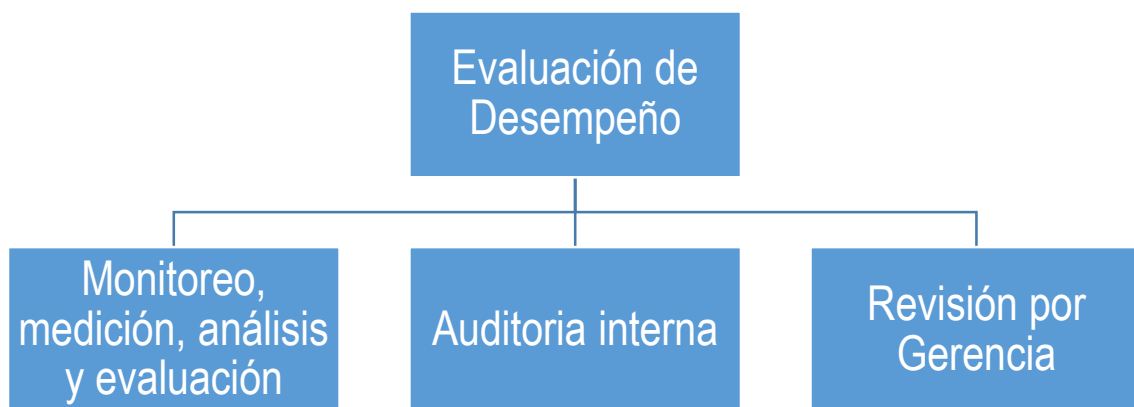 Evaluación de
Desempeño
Monitoreo,
medición, análisis
y evaluación
Auditoria interna
Revisión por
Gerencia